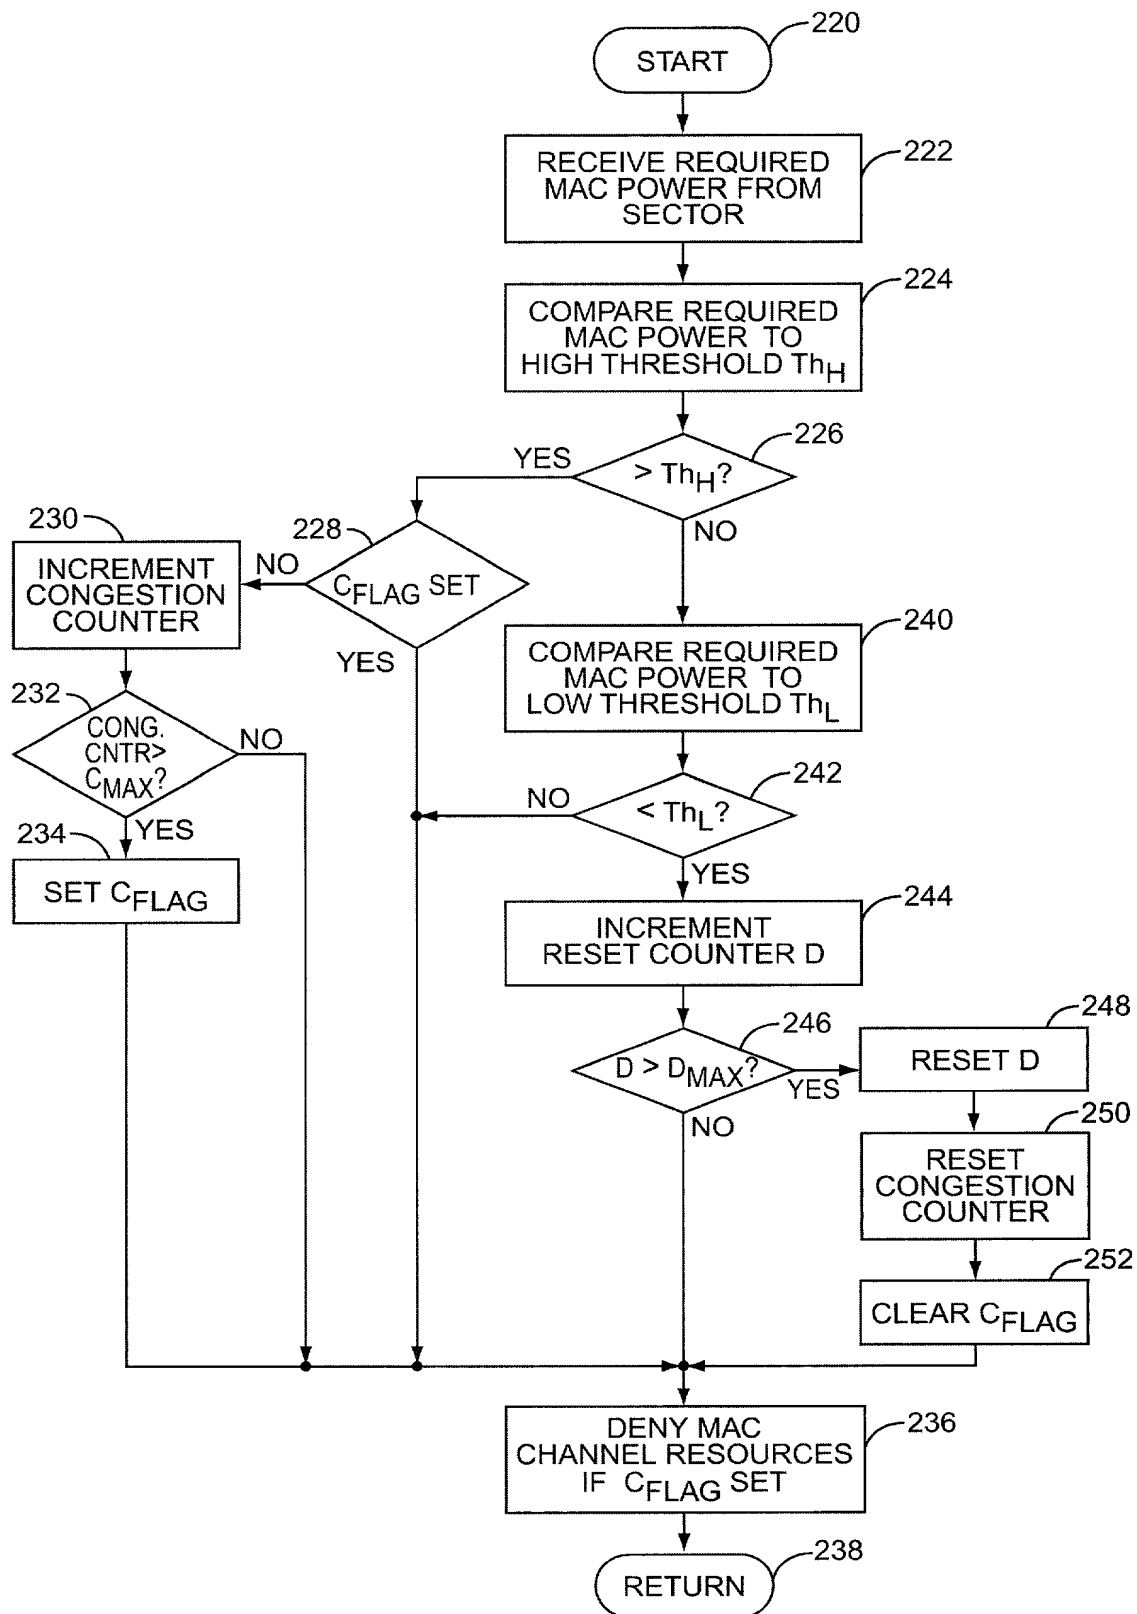 220
START
222
RECEIVE REQUIRED
MAC POWER FROM
SECTOR
224
COMPARE REQUIRED
MAC POWER TO
HIGH THRESHOLD ThH
226
> ThH?
YES
NO
228
CFLAG SET
NO
YES
230
INCREMENT
CONGESTION
COUNTER
232
CONG.
CNTR>
CMAX?
NO
YES
234
SET CFLAG
240
COMPARE REQUIRED
MAC POWER TO
LOW THRESHOLD ThL
242
< ThL?
NO
YES
244
INCREMENT
RESET COUNTER D
246
D > DMAX?
YES
NO
248
RESET D
250
RESET
CONGESTION
COUNTER
252
CLEAR CFLAG
236
DENY MAC
CHANNEL RESOURCES
IF CFLAG SET
238
RETURN